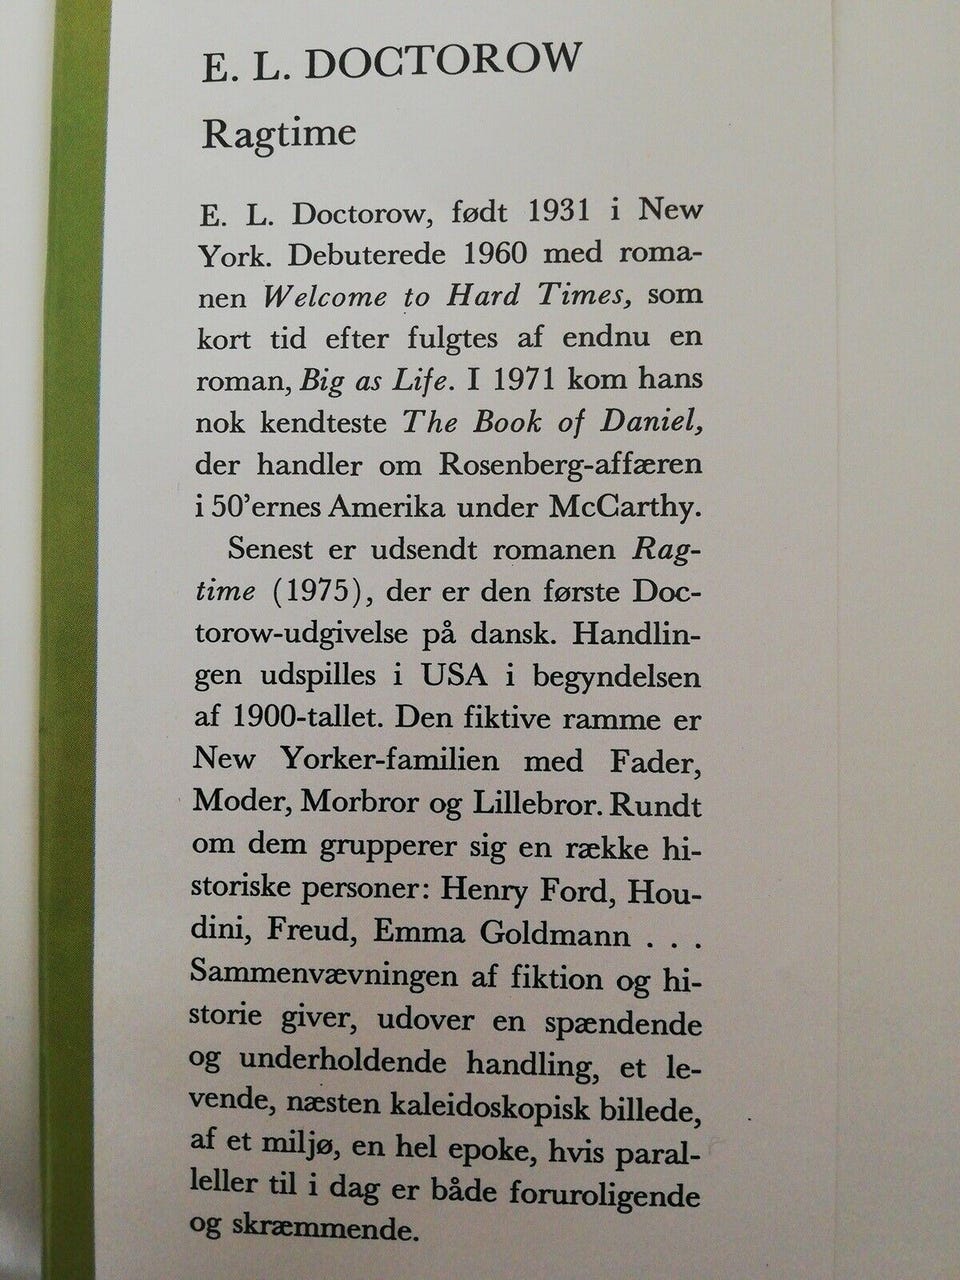 E. L. DOCTOROW
Ragtime
E. L. Doctorow, født 1931 i New
York. Debuterede 1960 med roma-
nen Welcome to Hard Times, som
kort tid efter fulgtes af endnu en
roman, Big as Life. I 1971 kom hans
nok kendteste The Book of Daniel,
der handler om Rosenberg-affæren
i 50'ernes Amerika under McCarthy.
Senest er udsendt romanen Rag-
time (1975), der er den første Doc-
torow-udgivelse på dansk. Handlin-
gen udspilles i USA i begyndelsen
af 1900-tallet. Den fiktive ramme er
New Yorker-familien med Fader,
Moder, Morbror og Lillebror. Rundt
om dem grupperer sig en række hi-
storiske personer: Henry Ford, Hou-
dini, Freud, Emma Goldmann . . .
Sammenvævningen af fiktion og hi-
storie giver, udover en spændende
og underholdende handling, et le-
vende, næsten kaleidoskopisk billede,
af et miljø, en hel epoke, hvis paral-
leller til i dag er både foruroligende
og skræmmende.